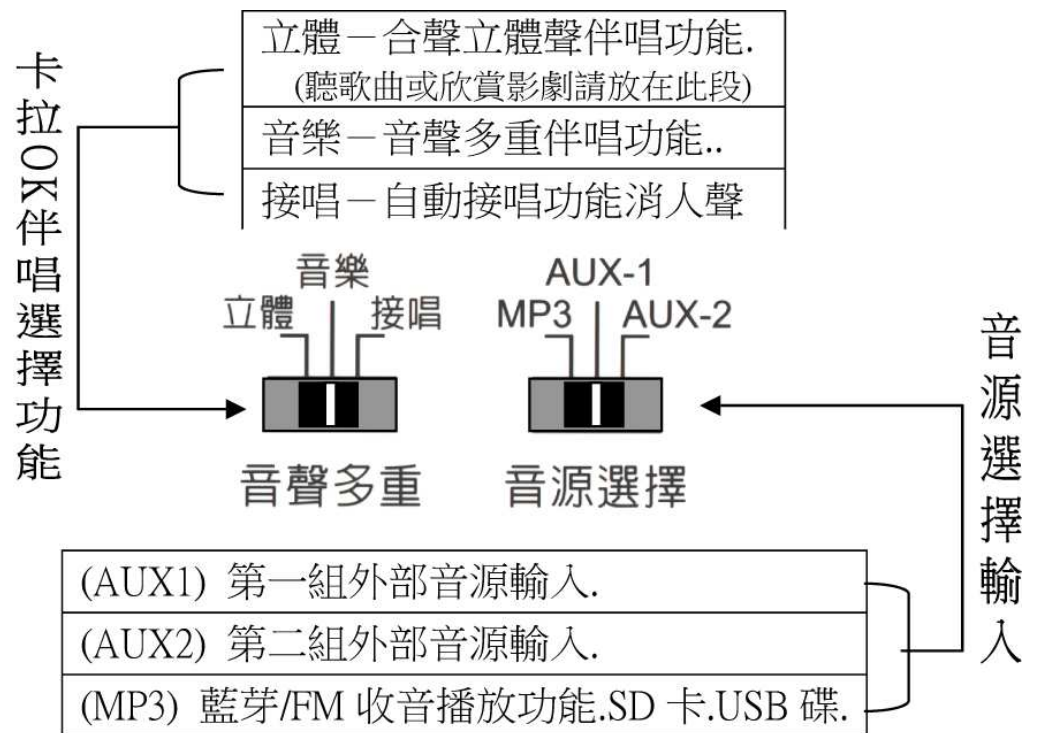 卡拉OK伴唱選擇功能
立體－合聲立體聲伴唱功能.
(聽歌曲或欣賞影劇請放在此段)
音樂－音聲多重伴唱功能..
接唱－自動接唱功能消人聲
音樂
立體 接唱
音聲多重
AUX-1
MP3 AUX-2
音源選擇
音源選擇輸入
(AUX1) 第一組外部音源輸入.
(AUX2) 第二組外部音源輸入.
(MP3) 藍芽/FM 收音播放功能.SD 卡.USB 碟.